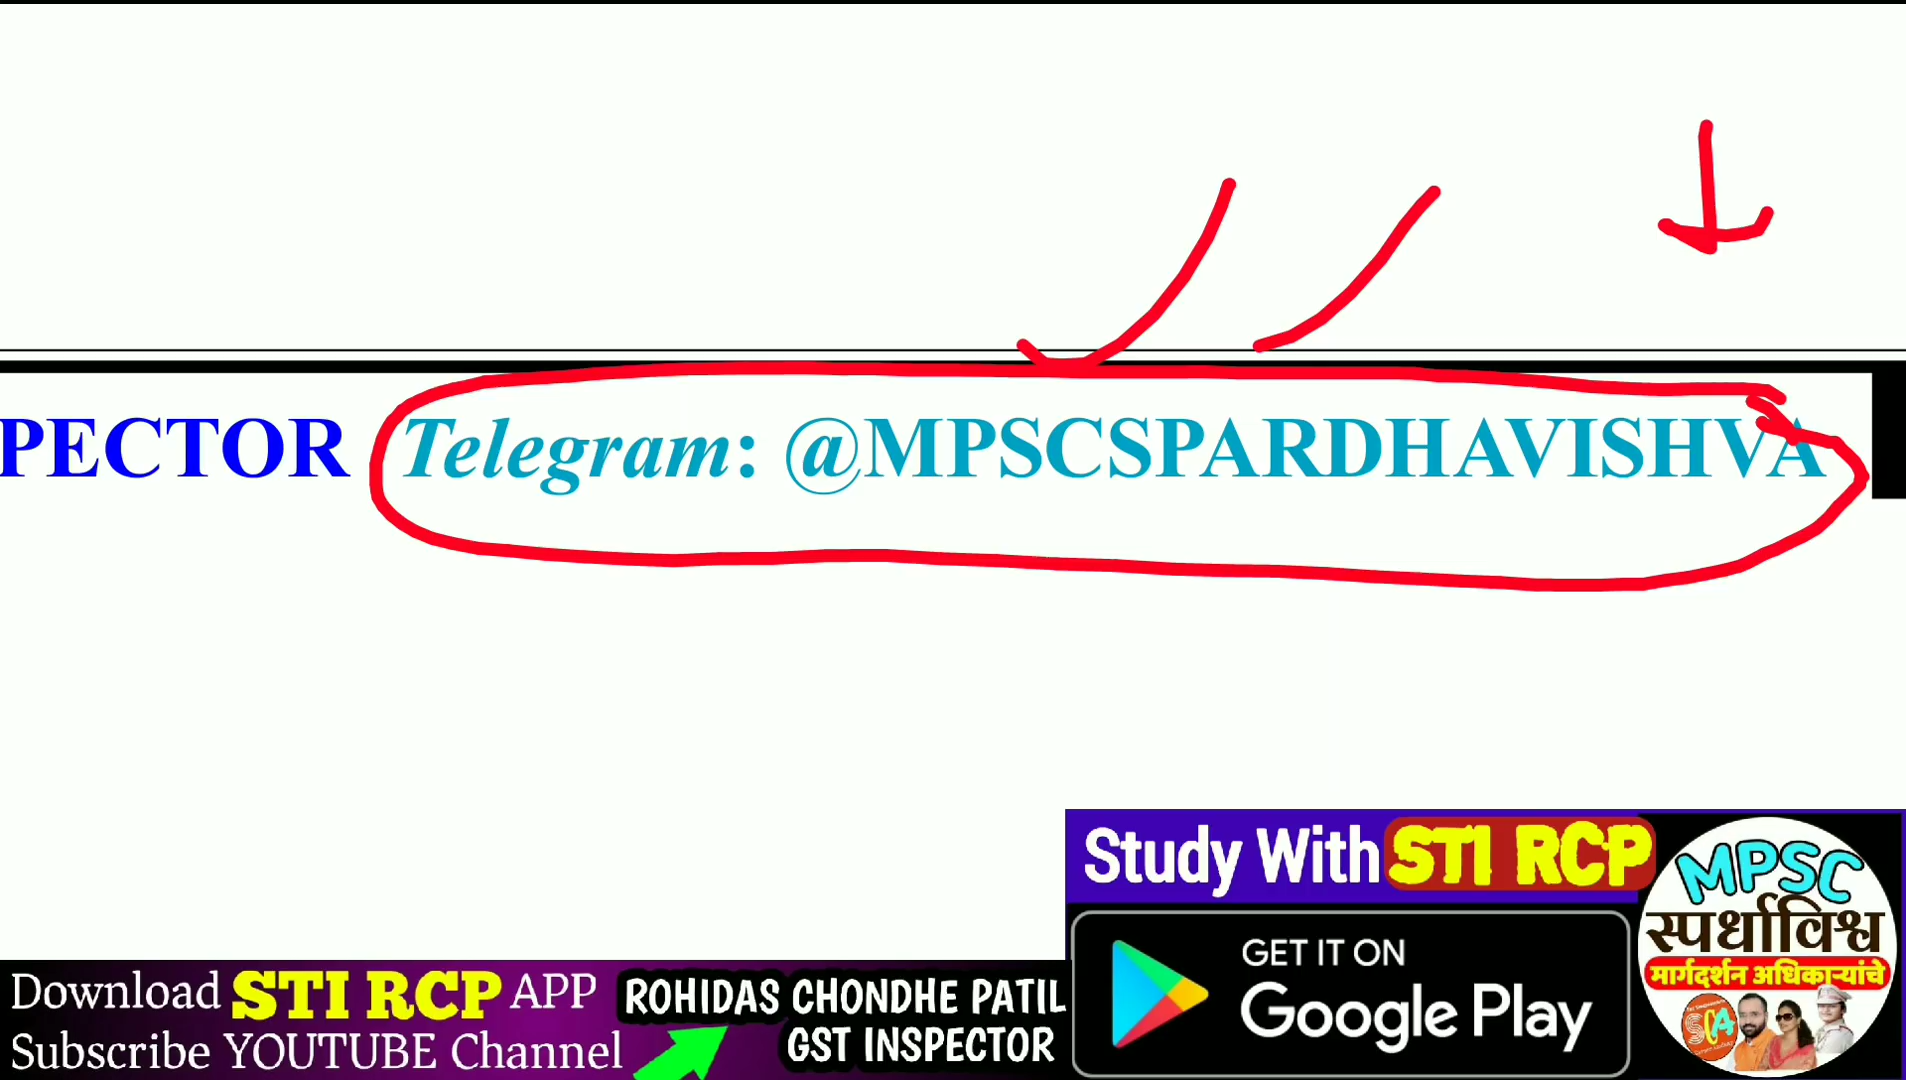 PECTOR Telegram: @MPSCSPARDHAVISHVA
Study With STI RCP
GET IT ON
Google Play
MPSC
स्पर्धाविश्व
मार्गदर्शन अधिकाऱ्यांचे
SCA
Download STI RCP APP
Subscribe YOUTUBE Channel
ROHIDAS CHONDHE PATIL
GST INSPECTOR